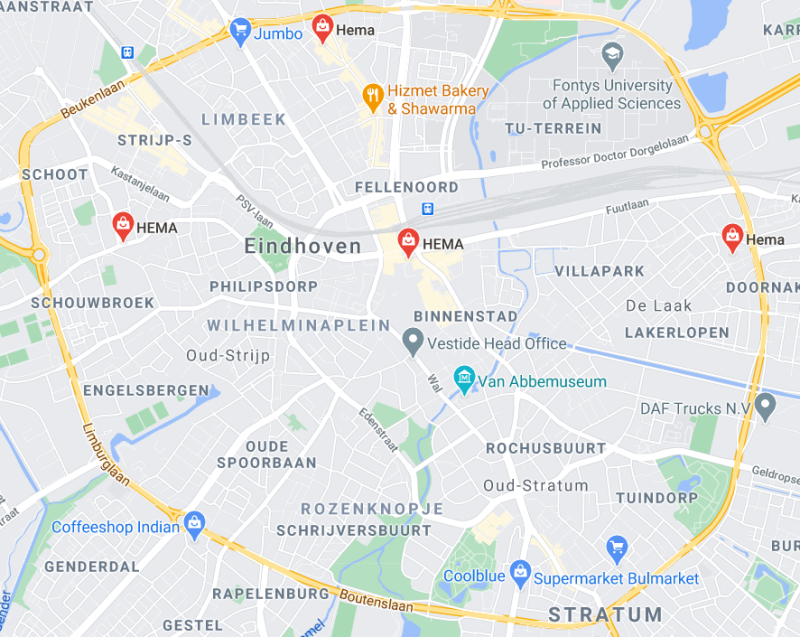 AANSTRAAT
Jumbo
Hema
KARP
Beukenlaan
Hizmet Bakery
& Shawarma
Fontys University
of Applied Sciences
LIMBEEK
TU-TERREIN
STRIJP-S
Professor Doctor Dorgelolaan
SCHOOT
Kastanjelaan
FELLENOORD
PSV-laan
Fuutlaan
HEMA
Eindhoven
HEMA
Hema
VILLAPARK
PHILIPSDORP
DOORNAK
SCHOUWBROEK
De Laak
BINNENSTAD
WILHELMINAPLEIN
LAKERLOPEN
Vestide Head Office
Oud-Strijp
Wal
Van Abbemuseum
ENGELSBERGEN
DAF Trucks N.V
Edenstraat
Limburglaan
OUDE
SPOORBAAN
ROCHUSBUURT
Geldropse
Oud-Stratum
TUINDORP
straat
ROZENKNOPJE
SCHRIJVERSBUURT
Coffeeshop Indian
BUR
GENDERDAL
Coolblue
Supermarket Bulmarket
RAPELENBURG
Boutenslaan
ender
STRATUM
GESTEL
mel